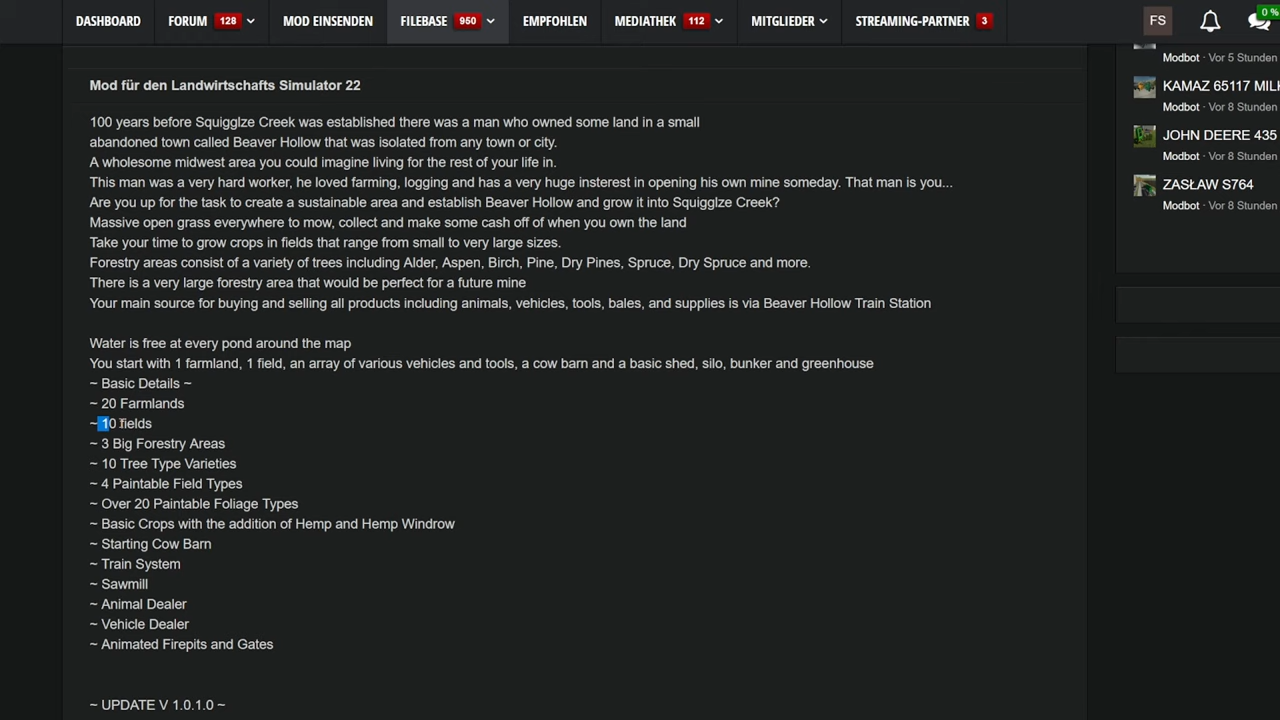 DASHBOARD FORUM 128 MOD EINSENDEN FILEBASE 950 EMPFOHLEN MEDIATHEK 112 MITGLIEDER STREAMING-PARTNER 3 FS 0 %
Modbot · Vor 5 Stunden
Mod für den Landwirtschafts Simulator 22
KAMAZ 65117 MILK
Modbot · Vor 8 Stunden
100 years before Squigglze Creek was established there was a man who owned some land in a small
JOHN DEERE 435
abandoned town called Beaver Hollow that was isolated from any town or city.
Modbot · Vor 8 Stunden
A wholesome midwest area you could imagine living for the rest of your life in.
This man was a very hard worker, he loved farming, logging and has a very huge insterest in opening his own mine someday. That man is you...
ZASŁAW S764
Are you up for the task to create a sustainable area and establish Beaver Hollow and grow it into Squigglze Creek?
Modbot · Vor 8 Stunden
Massive open grass everywhere to mow, collect and make some cash off of when you own the land
Take your time to grow crops in fields that range from small to very large sizes.
Forestry areas consist of a variety of trees including Alder, Aspen, Birch, Pine, Dry Pines, Spruce, Dry Spruce and more.
There is a very large forestry area that would be perfect for a future mine
Your main source for buying and selling all products including animals, vehicles, tools, bales, and supplies is via Beaver Hollow Train Station
Water is free at every pond around the map
You start with 1 farmland, 1 field, an array of various vehicles and tools, a cow barn and a basic shed, silo, bunker and greenhouse
~ Basic Details ~
~ 20 Farmlands
~ 10 fields
~ 3 Big Forestry Areas
~ 10 Tree Type Varieties
~ 4 Paintable Field Types
~ Over 20 Paintable Foliage Types
~ Basic Crops with the addition of Hemp and Hemp Windrow
~ Starting Cow Barn
~ Train System
~ Sawmill
~ Animal Dealer
~ Vehicle Dealer
~ Animated Firepits and Gates
~ UPDATE V 1.0.1.0 ~